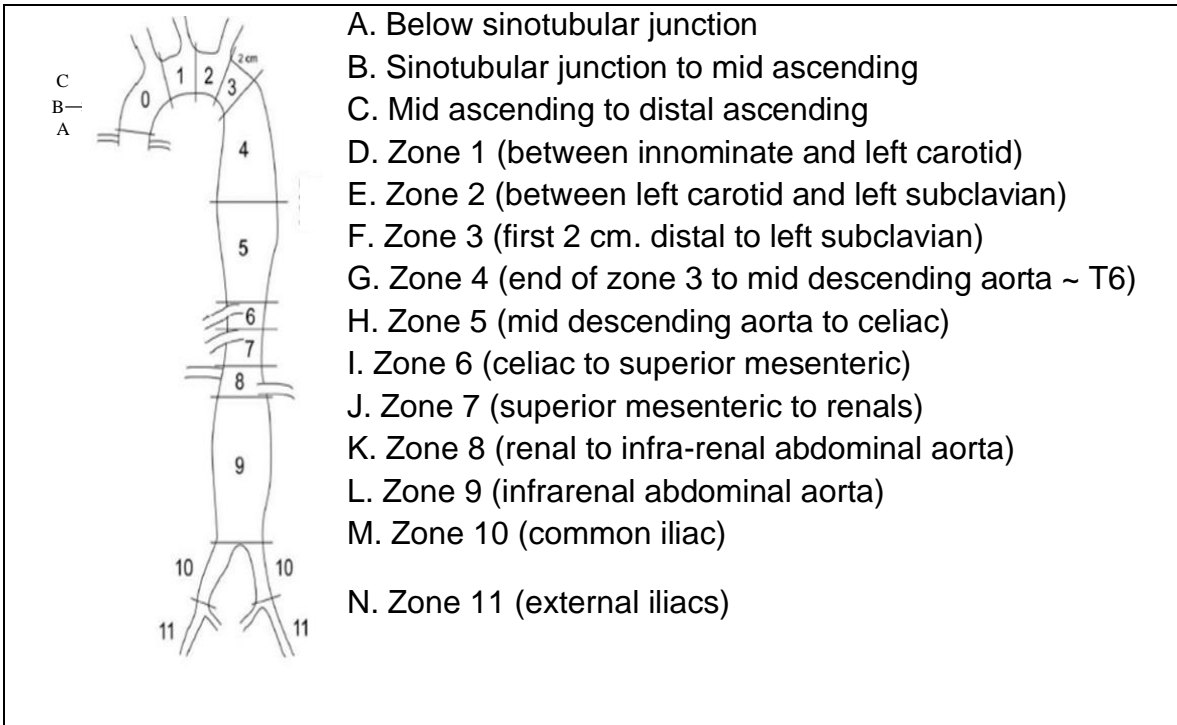 A. Below sinotubular junction
B. Sinotubular junction to mid ascending
C. Mid ascending to distal ascending
D. Zone 1 (between innominate and left carotid)
E. Zone 2 (between left carotid and left subclavian)
F. Zone 3 (first 2 cm. distal to left subclavian)
G. Zone 4 (end of zone 3 to mid descending aorta ~ T6)
H. Zone 5 (mid descending aorta to celiac)
I. Zone 6 (celiac to superior mesenteric)
J. Zone 7 (superior mesenteric to renals)
K. Zone 8 (renal to infra-renal abdominal aorta)
L. Zone 9 (infrarenal abdominal aorta)
M. Zone 10 (common iliac)
N. Zone 11 (external iliacs)
2 cm
C
B—
A
0
1
2
3
4
5
6
7
8
9
10
10
11
11